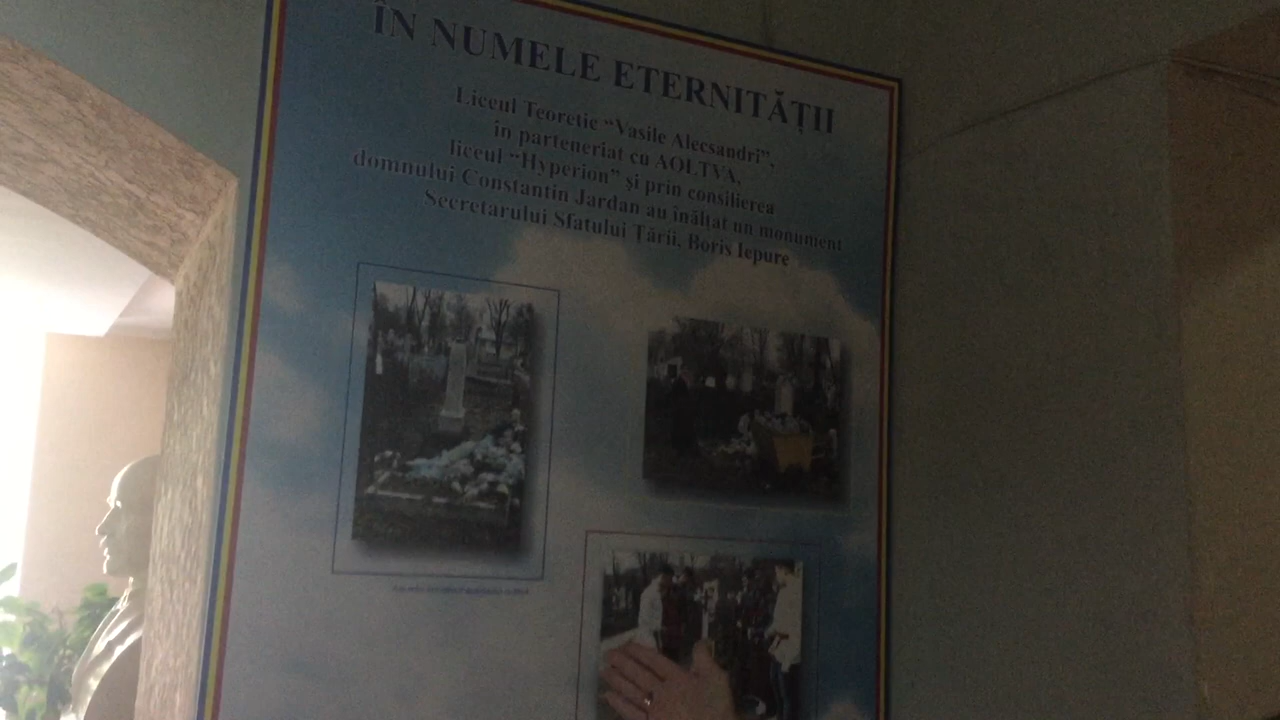 ÎN NUMELE ETERNITĂȚII
Liceul Teoretic “Vasile Alecsandri”,
în parteneriat cu AOLTVA,
liceul “Hyperion” şi prin consilierea
domnului Constantin Jardan au înălțat un monument
Secretarului Sfatului Țării, Boris Iepure